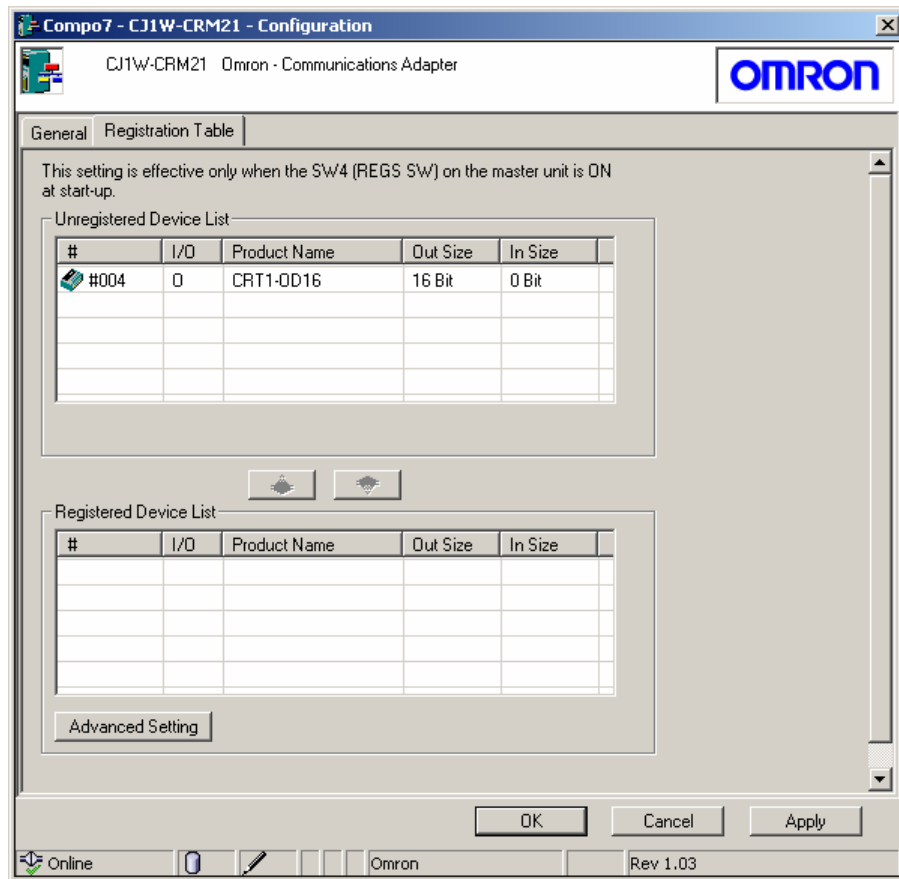 Compo7 - CJ1W-CRM21 - Configuration
CJ1W-CRM21 Omron - Communications Adapter
OMRON
General Registration Table
This setting is effective only when the SW4 (REGS SW) on the master unit is ON
at start-up.
Unregistered Device List
# I/O Product Name Out Size In Size
#004 O CRT1-OD16 16 Bit 0 Bit
Registered Device List
# I/O Product Name Out Size In Size
Advanced Setting
OK Cancel Apply
Online Omron Rev 1.03